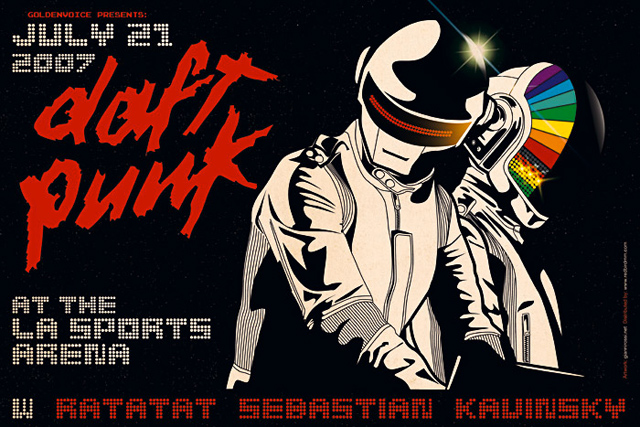 GOLDENVOICE PRESENTS:
JULY 21
2007
daft
punk
AT THE
LA SPORTS
ARENA
W RATATAT SEBASTIAN KAVINSKY